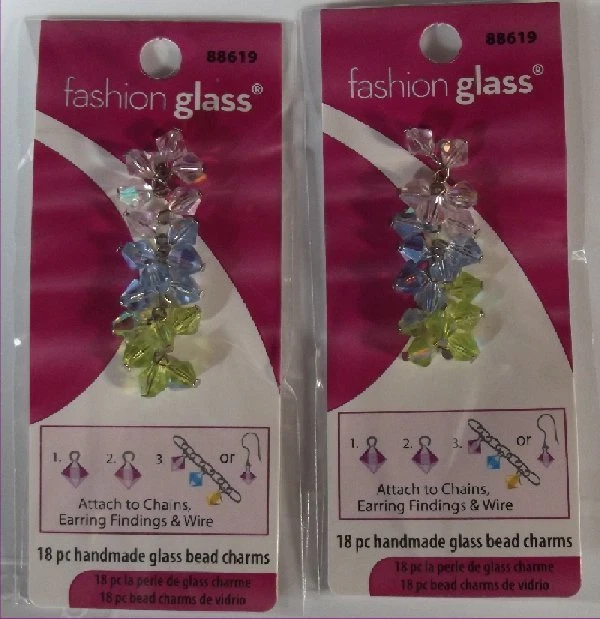 88619
fashion glass®
1. 2. 3. or
Attach to Chains,
Earring Findings & Wire
18 pc handmade glass bead charms
18 pc la perle de glass charme
18 pc bead charms de vidrio
88619
fashion glass®
1. 2. 3. or
Attach to Chains,
Earring Findings & Wire
18 pc handmade glass bead charms
18 pc la perle de glass charme
18 pc bead charms de vidrio